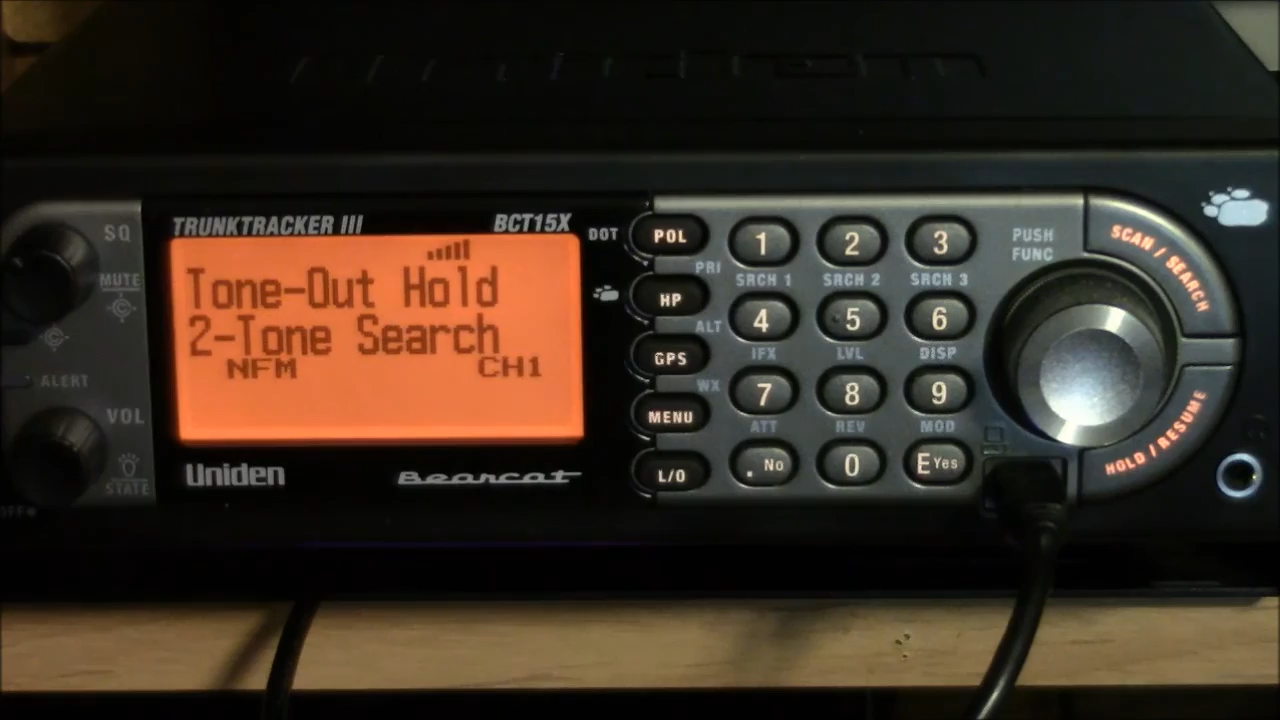 TRUNKTRACKER III BCT15X
Tone-Out Hold
2-Tone Search
NFM CH1
Uniden Bearcat
SQ
MUTE
ALERT
VOL
STATE
OFF
DOT POL
PRI
HP
ALT
GPS
WX
MENU
L/O
1 2 3
SRCH 1 SRCH 2 SRCH 3
4 5 6
IFX LVL DISP
7 8 9
ATT REV MOD
. No 0 E Yes
PUSH
FUNC
SCAN / SEARCH
HOLD / RESUME